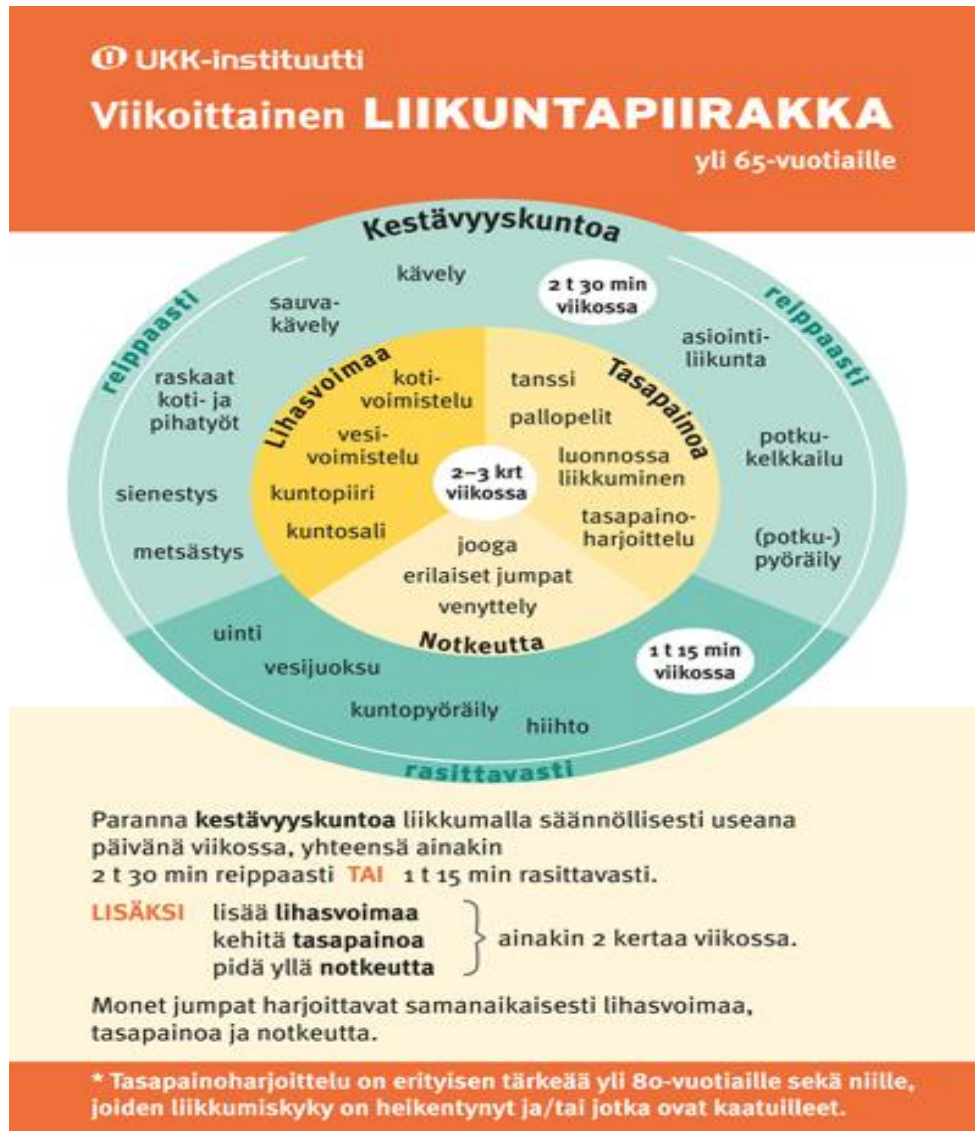 UKK-instituutti
Viikoittainen LIIKUNTAPIIRAKKA
yli 65-vuotiaille
Kestävyyskuntoa
reippaasti
reippaasti
kävely
2 t 30 min
viikossa
sauva-
kävely
asiointi-
liikunta
raskaat
koti- ja
pihatyöt
potku-
kelkkailu
sienestys
metsästys
(potku-)
pyöräily
Lihasvoimaa
koti-
voimistelu
vesi-
voimistelu
kuntopiiri
kuntosali
Tasapainoa
tanssi
pallopelit
luonnossa
liikkuminen
tasapaino-
harjoittelu
2–3 krt
viikossa
jooga
erilaiset jumpat
venyttely
Notkeutta
uinti
vesijuoksu
kuntopyöräily
hiihto
1 t 15 min
viikossa
rasittavasti
Paranna kestävyyskuntoa liikkumalla säännöllisesti useana
päivänä viikossa, yhteensä ainakin
2 t 30 min reippaasti TAI 1 t 15 min rasittavasti.
LISÄKSI lisää lihasvoimaa
kehitä tasapainoa ainakin 2 kertaa viikossa.
pidä yllä notkeutta
Monet jumpat harjoittavat samanaikaisesti lihasvoimaa,
tasapainoa ja notkeutta.
* Tasapainoharjoittelu on erityisen tärkeää yli 80-vuotiaille sekä niille,
joiden liikkumiskyky on heikentynyt ja/tai jotka ovat kaatuilleet.